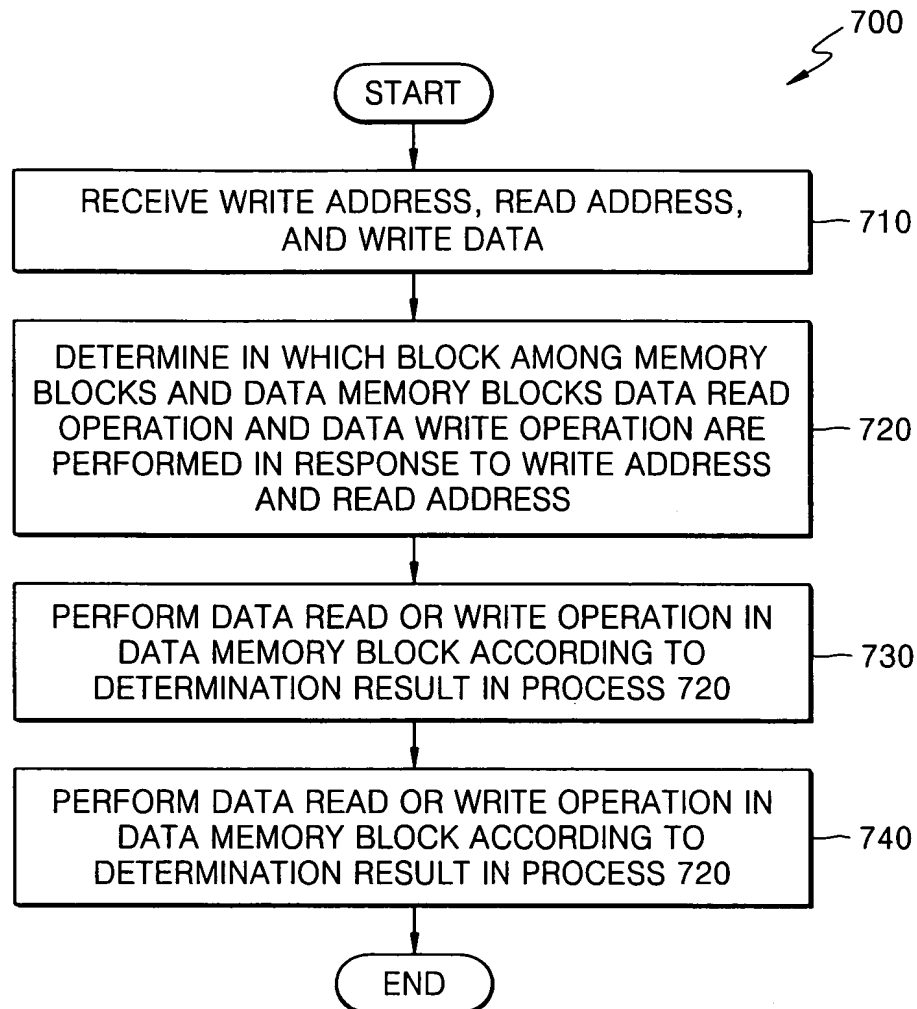 700
START
RECEIVE WRITE ADDRESS, READ ADDRESS,
AND WRITE DATA
710
DETERMINE IN WHICH BLOCK AMONG MEMORY
BLOCKS AND DATA MEMORY BLOCKS DATA READ
OPERATION AND DATA WRITE OPERATION ARE
PERFORMED IN RESPONSE TO WRITE ADDRESS
AND READ ADDRESS
720
PERFORM DATA READ OR WRITE OPERATION IN
DATA MEMORY BLOCK ACCORDING TO
DETERMINATION RESULT IN PROCESS 720
730
PERFORM DATA READ OR WRITE OPERATION IN
DATA MEMORY BLOCK ACCORDING TO
DETERMINATION RESULT IN PROCESS 720
740
END